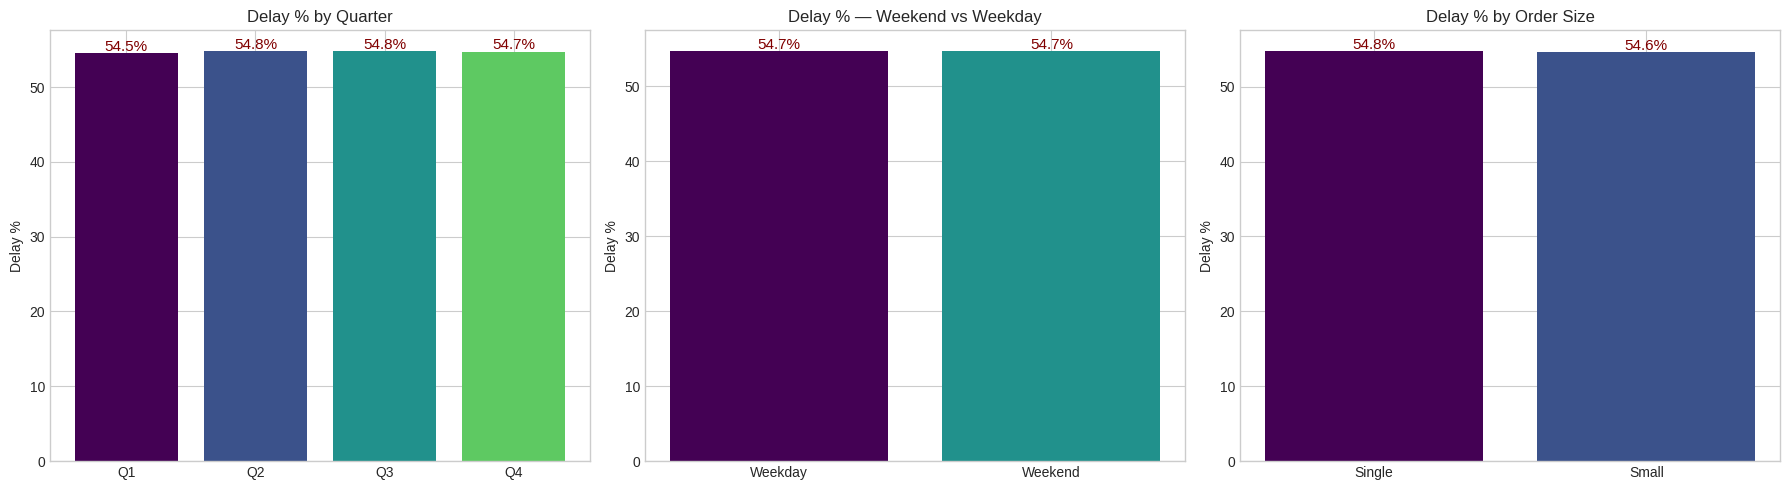 Delay % by Quarter
Delay %
50
40
30
20
10
0
54.5%
54.8%
54.8%
54.7%
Q1
Q2
Q3
Q4
Delay % — Weekend vs Weekday
Delay %
50
40
30
20
10
0
54.7%
54.7%
Weekday
Weekend
Delay % by Order Size
Delay %
50
40
30
20
10
0
54.8%
54.6%
Single
Small